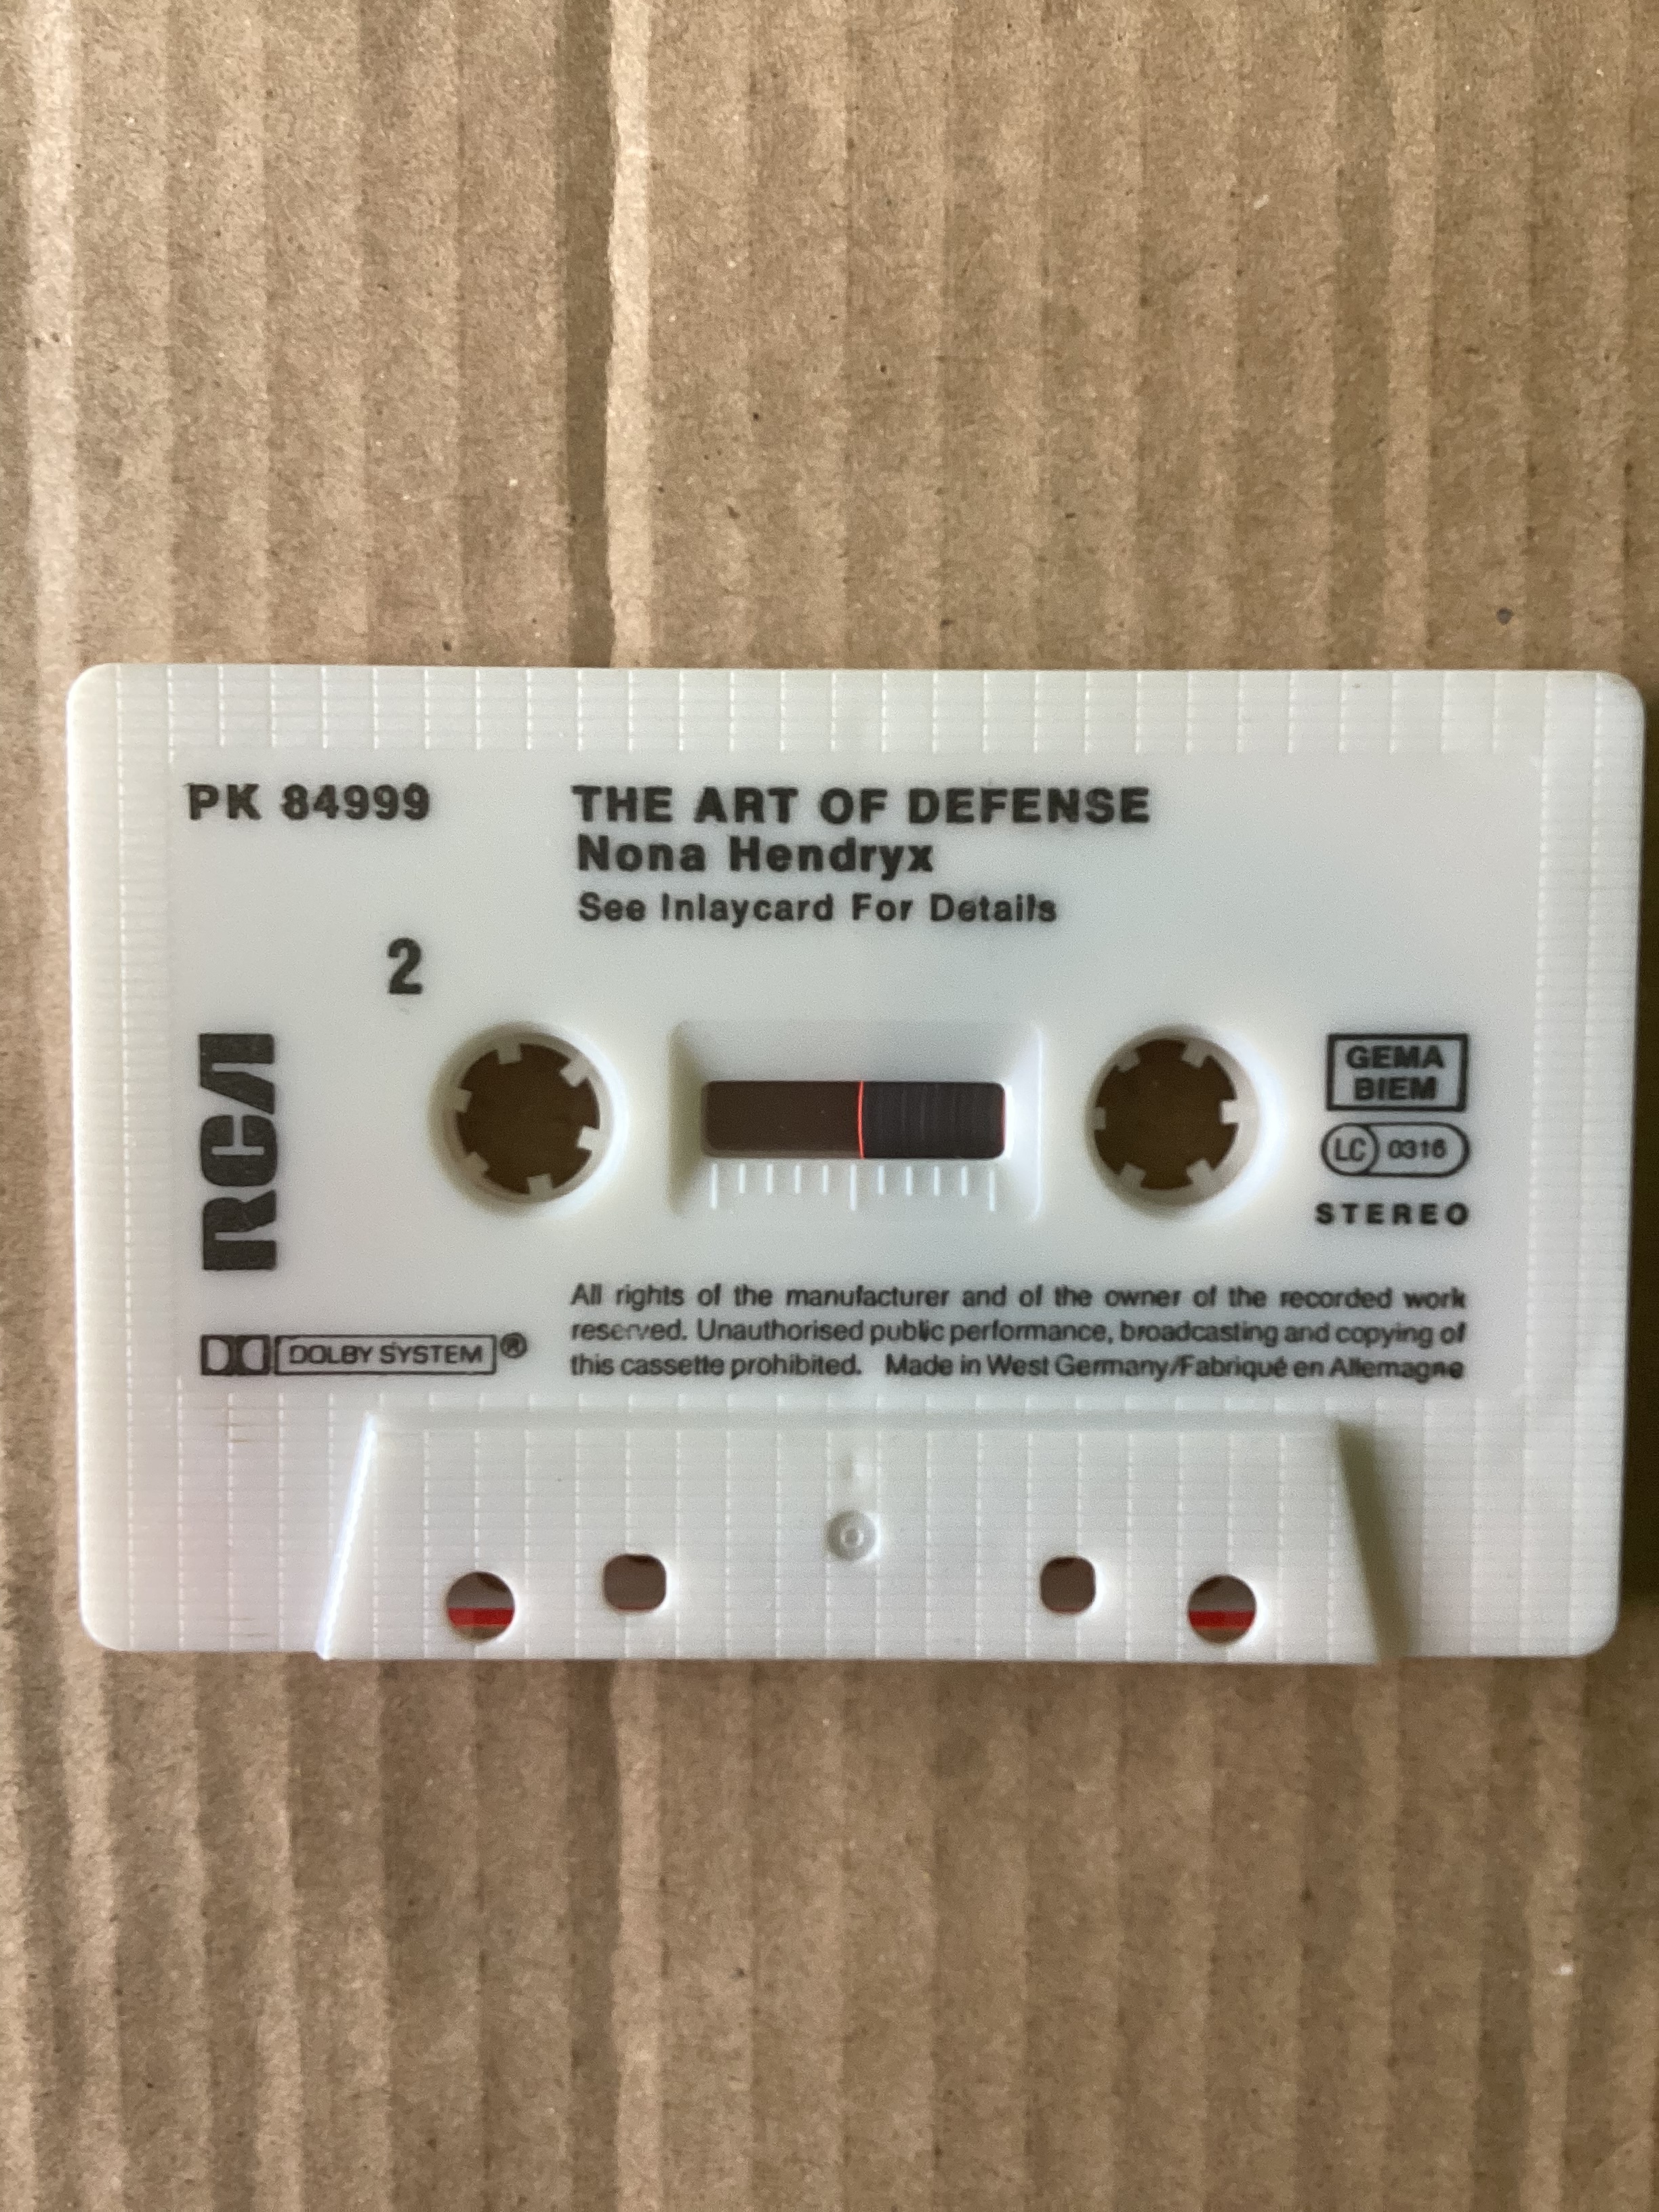 PK 84999
THE ART OF DEFENSE
Nona Hendryx
See Inlaycard For Details
2
RCA
GEMA
BIEM
LC 0316
STEREO
DOLBY SYSTEM ®
All rights of the manufacturer and of the owner of the recorded work
reserved. Unauthorised public performance, broadcasting and copying of
this cassette prohibited. Made in West Germany/Fabriqué en Allemagne